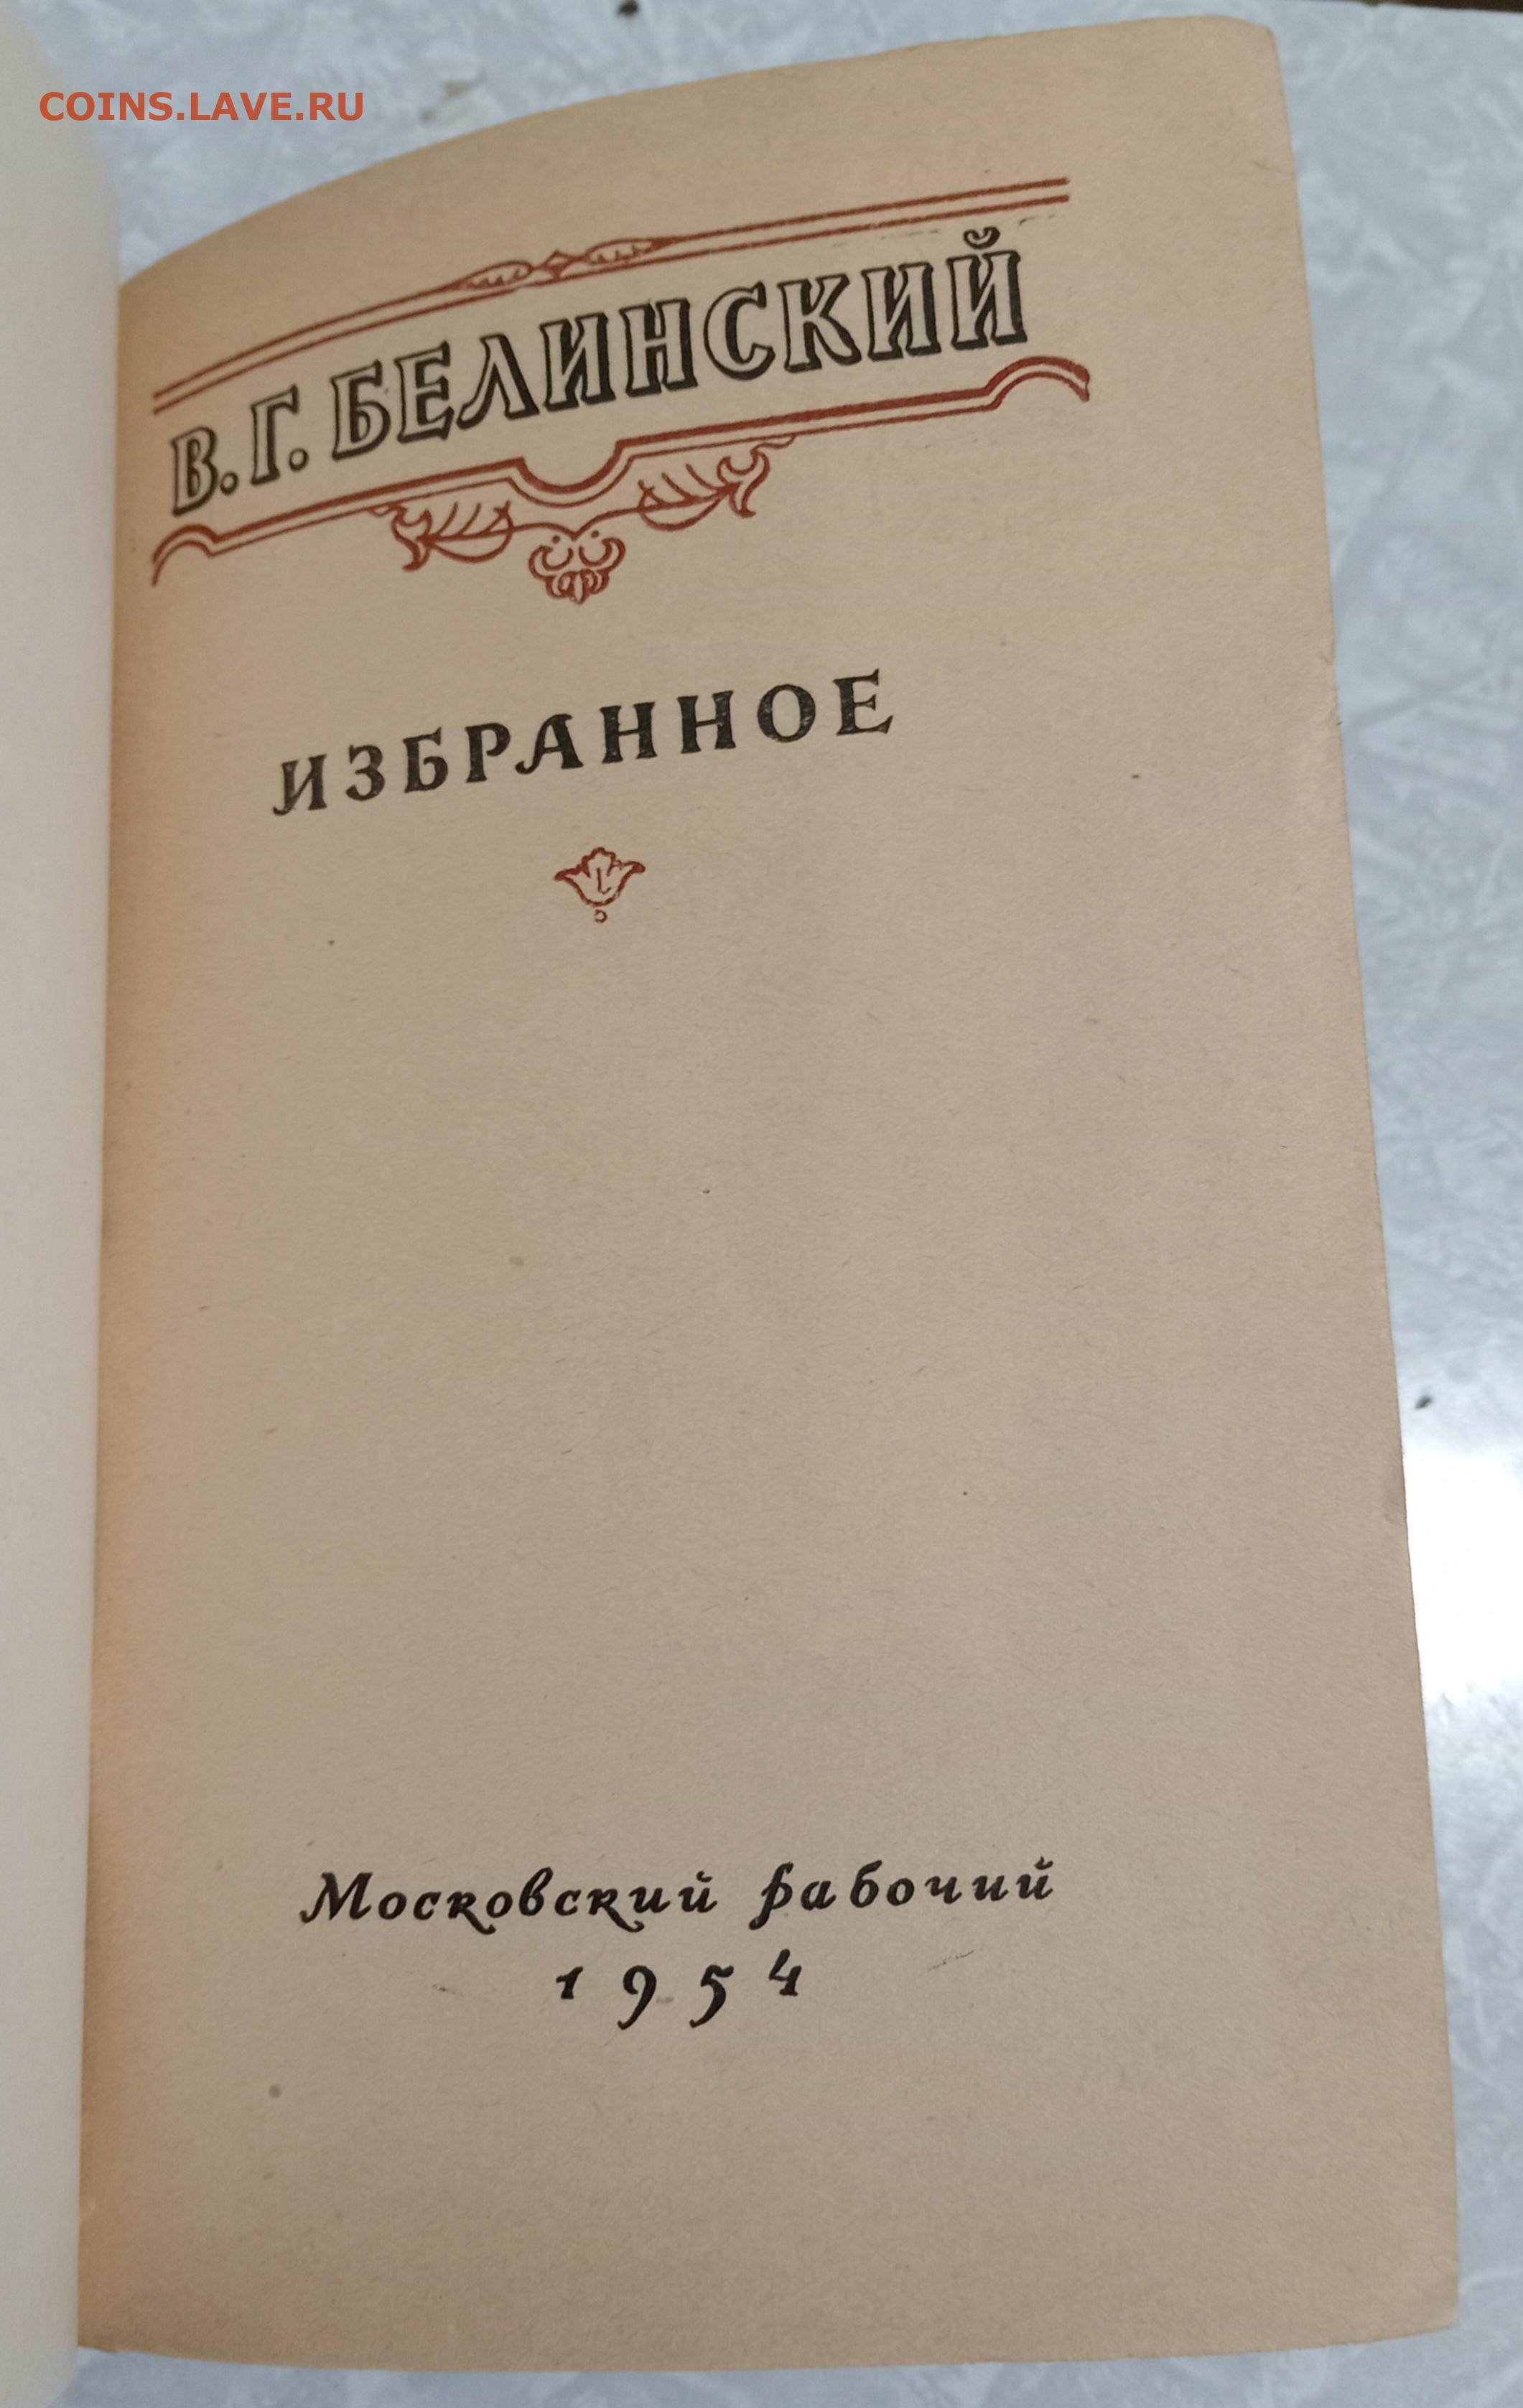 COINS.LAVE.RU
В. Г. БЕЛИНСКИЙ
ИЗБРАННОЕ
Московский рабочий
1954